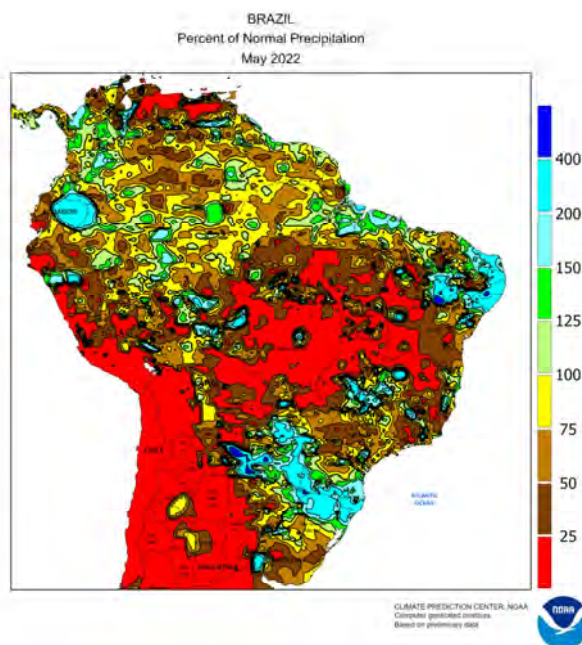 BRAZIL
Percent of Normal Precipitation
May 2022
400
200
150
125
100
75
50
25
ATLANTIC
OCEAN
CLIMATE PREDICTION CENTER, NOAA
Computer generated contours
Based on preliminary data
NOAA